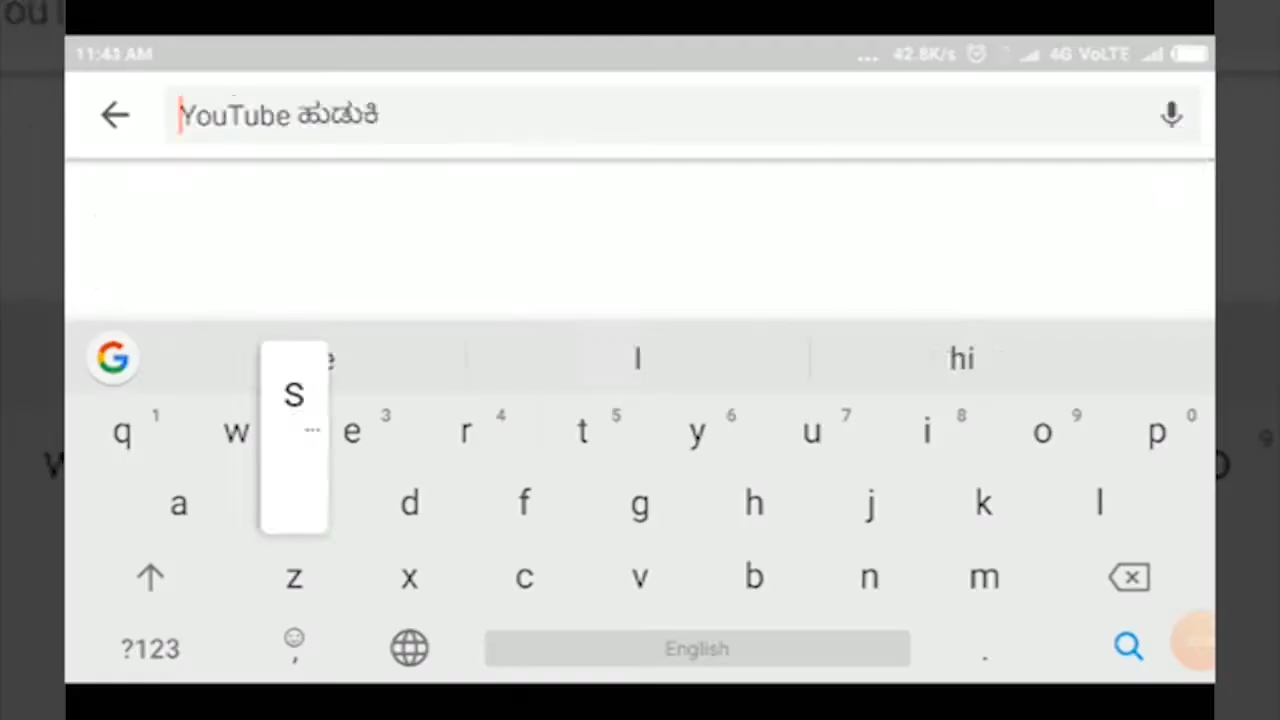 11:43 AM ... 42.8K/s 4G VoLTE
YouTube ಹುಡುಕಿ
I hi
q 1 w e 3 r 4 t 5 y 6 u 7 i 8 o 9 p 0
S
a d f g h j k l
z x c v b n m
?123 , English .